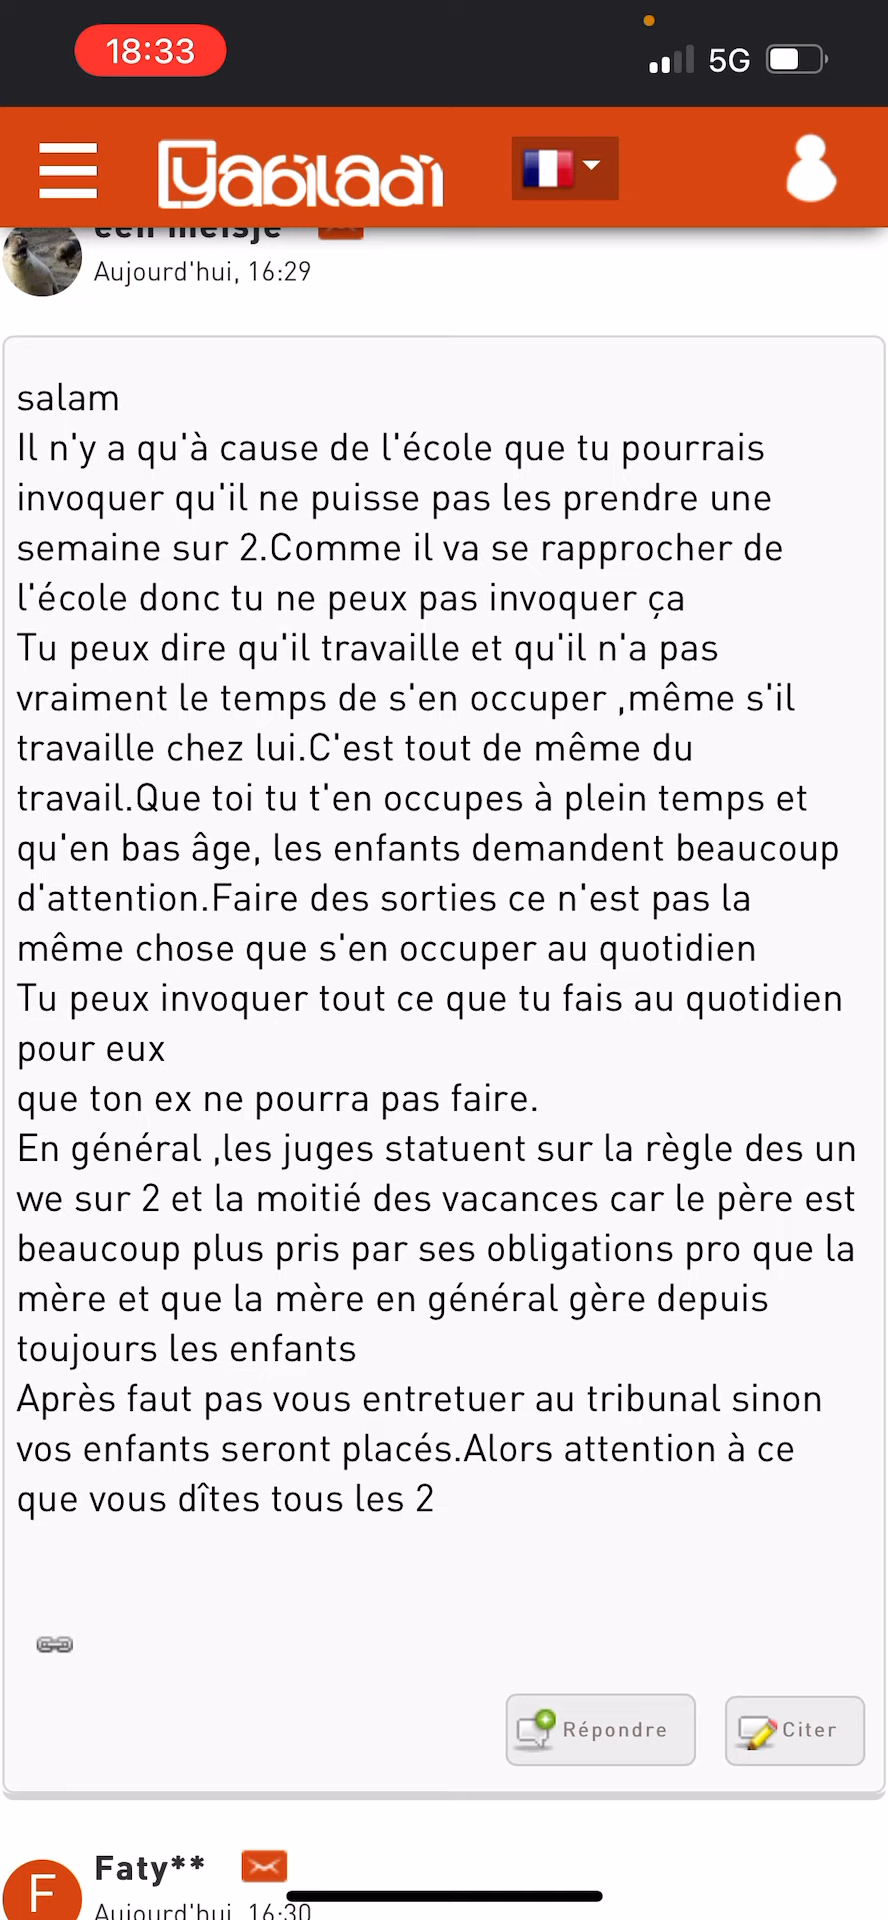 18:33
5G
yabiladi
een meisje
Aujourd'hui, 16:29
salam
Il n'y a qu'à cause de l'école que tu pourrais
invoquer qu'il ne puisse pas les prendre une
semaine sur 2.Comme il va se rapprocher de
l'école donc tu ne peux pas invoquer ça
Tu peux dire qu'il travaille et qu'il n'a pas
vraiment le temps de s'en occuper ,même s'il
travaille chez lui.C'est tout de même du
travail.Que toi tu t'en occupes à plein temps et
qu'en bas âge, les enfants demandent beaucoup
d'attention.Faire des sorties ce n'est pas la
même chose que s'en occuper au quotidien
Tu peux invoquer tout ce que tu fais au quotidien
pour eux
que ton ex ne pourra pas faire.
En général ,les juges statuent sur la règle des un
we sur 2 et la moitié des vacances car le père est
beaucoup plus pris par ses obligations pro que la
mère et que la mère en général gère depuis
toujours les enfants
Après faut pas vous entretuer au tribunal sinon
vos enfants seront placés.Alors attention à ce
que vous dîtes tous les 2
Répondre
Citer
F
Faty**
Aujourd'hui, 16:30